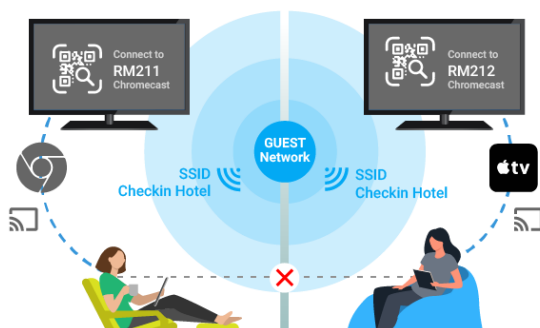 Connect to
RM211
Chromecast
Connect to
RM212
Chromecast
GUEST
Network
SSID
Checkin Hotel
SSID
Checkin Hotel
tv